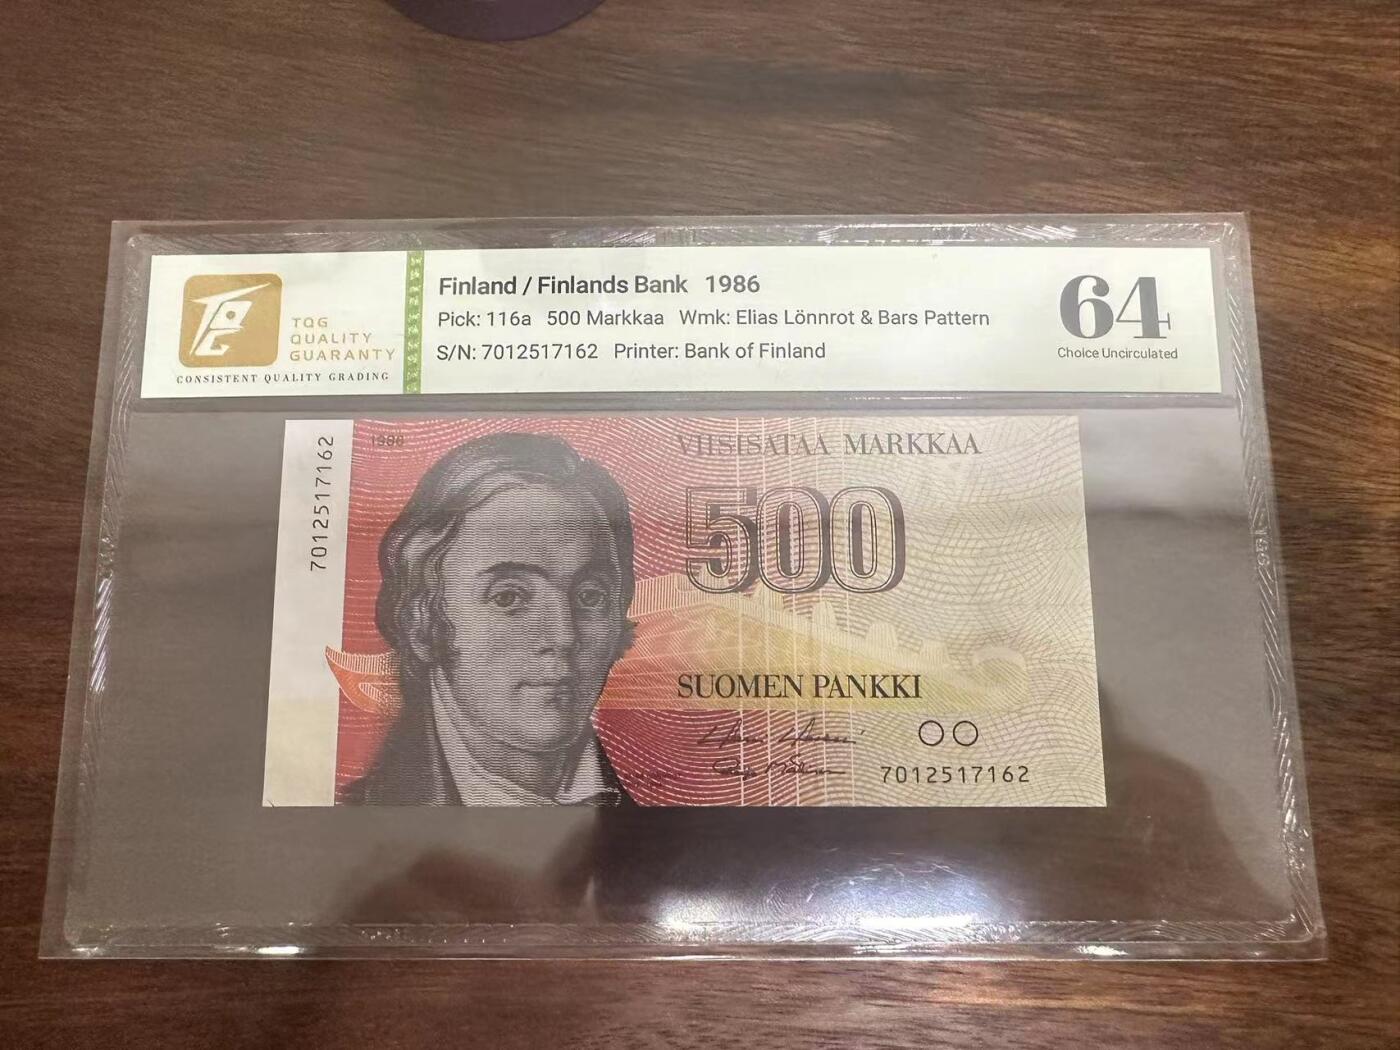 TQG
QUALITY
GUARANTY
CONSISTENT QUALITY GRADING
Finland / Finlands Bank 1986
Pick: 116a 500 Markkaa Wmk: Elias Lönnrot & Bars Pattern
S/N: 7012517162 Printer: Bank of Finland
64
Choice Uncirculated
7012517162
1986
VIISISATAA MARKKAA
500
SUOMEN PANKKI
7012517162